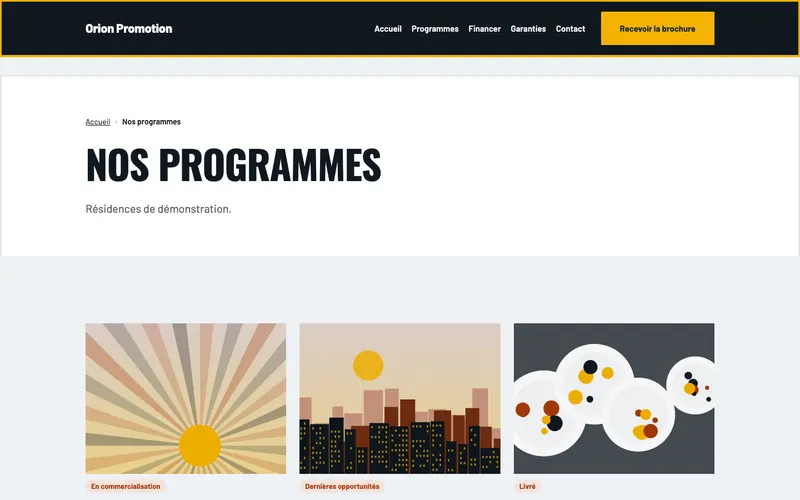 Orion Promotion
Accueil Programmes Financer Garanties Contact Recevoir la brochure
Accueil › Nos programmes
NOS PROGRAMMES
Résidences de démonstration.
En commercialisation Dernières opportunités Livré